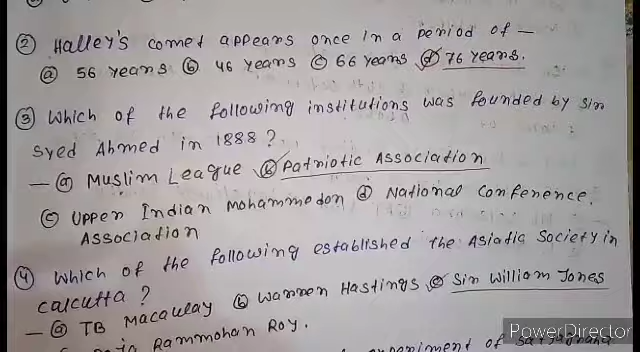 ② Halley's comet appears once in a period of —
ⓐ 56 years ⓑ 46 years ⓒ 66 years ⓓ 76 years.
③ Which of the following institutions was founded by Sir
Syed Ahmed in 1888 ?
— ⓐ Muslim League ⓑ Patriotic Association
ⓒ Upper Indian Mohammedon ⓓ National Conference.
Association
④ Which of the following established the Asiatic Society in
calcutta ?
— ⓐ TB Macaulay ⓑ Warren Hastings ⓒ Sir William Jones
Rammohan Roy.
PowerDirector
of